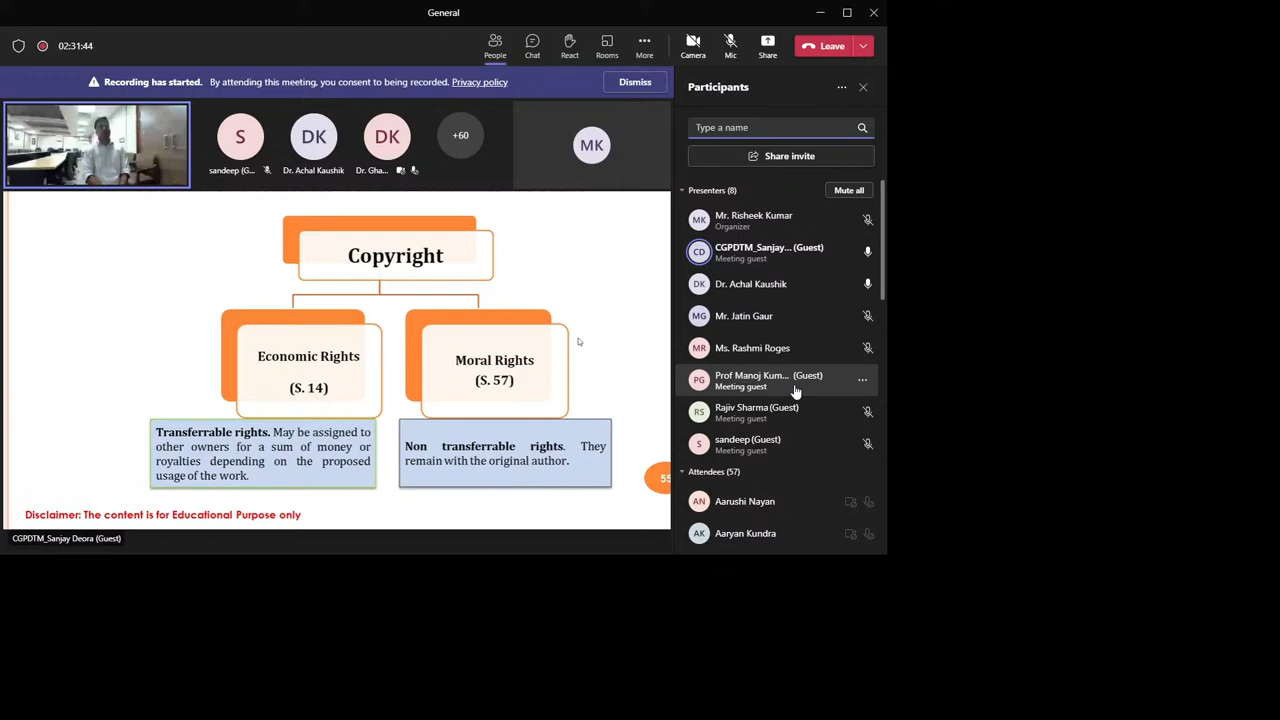 General
02:31:44
People
Chat
React
Rooms
More
Camera
Mic
Share
Leave
Recording has started. By attending this meeting, you consent to being recorded. Privacy policy
Dismiss
S
DK
DK
+60
MK
sandeep (G...
Dr. Achal Kaushik
Dr. Gha...
Copyright
Economic Rights
(S. 14)
Moral Rights
(S. 57)
Transferrable rights. May be assigned to
other owners for a sum of money or
royalties depending on the proposed
usage of the work.
Non transferrable rights. They
remain with the original author.
55
Disclaimer: The content is for Educational Purpose only
CGPDTM_Sanjay Deora (Guest)
Participants
Type a name
Share invite
Presenters (8)
Mute all
MK
Mr. Risheek Kumar
Organizer
CD
CGPDTM_Sanjay... (Guest)
Meeting guest
DK
Dr. Achal Kaushik
MG
Mr. Jatin Gaur
MR
Ms. Rashmi Roges
PG
Prof Manoj Kum... (Guest)
Meeting guest
RS
Rajiv Sharma (Guest)
Meeting guest
S
sandeep (Guest)
Meeting guest
Attendees (57)
AN
Aarushi Nayan
AK
Aaryan Kundra